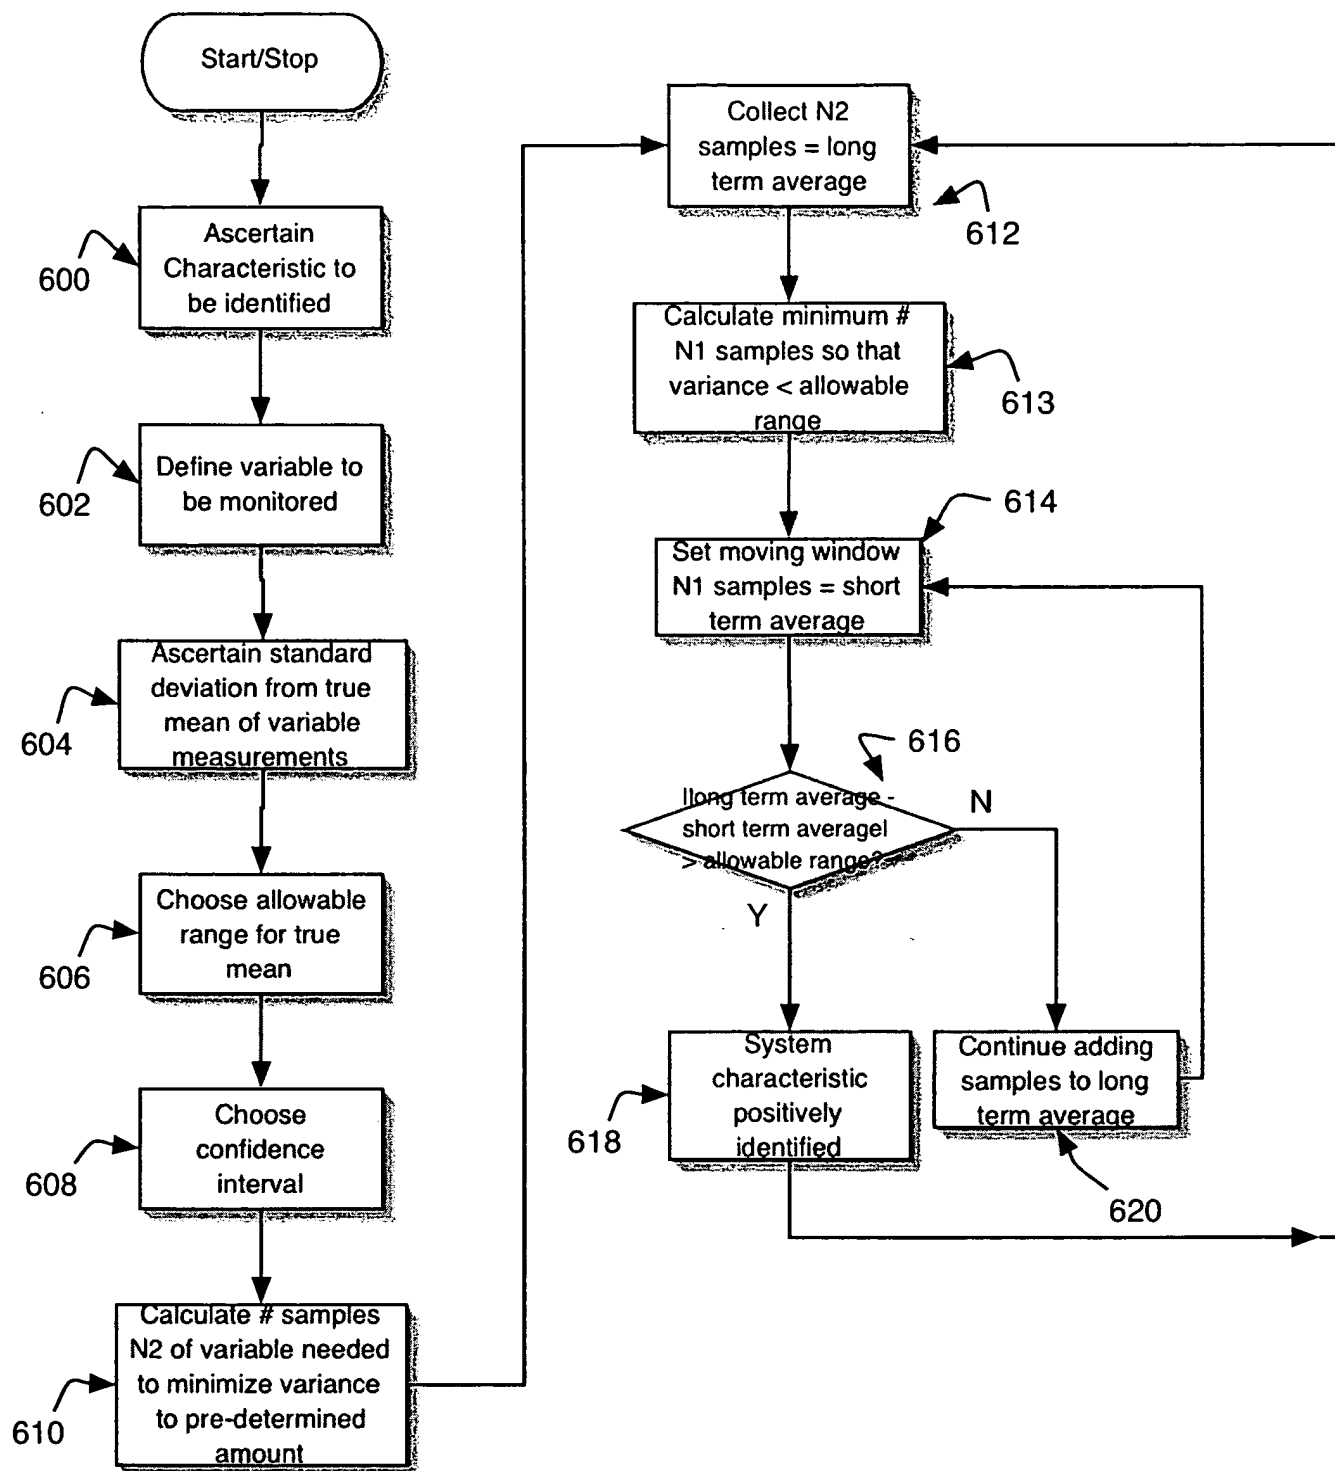 Start/Stop
Ascertain
Characteristic to
be identified
600
Define variable to
be monitored
602
Ascertain standard
deviation from true
mean of variable
measurements
604
Choose allowable
range for true
mean
606
Choose
confidence
interval
608
Calculate # samples
N2 of variable needed
to minimize variance
to pre-determined
amount
610
Collect N2
samples = long
term average
612
Calculate minimum #
N1 samples so that
variance < allowable
range
613
Set moving window
N1 samples = short
term average
614
|long term average -
short term average|
> allowable range?
616
N
Y
System
characteristic
positively
identified
618
Continue adding
samples to long
term average
620